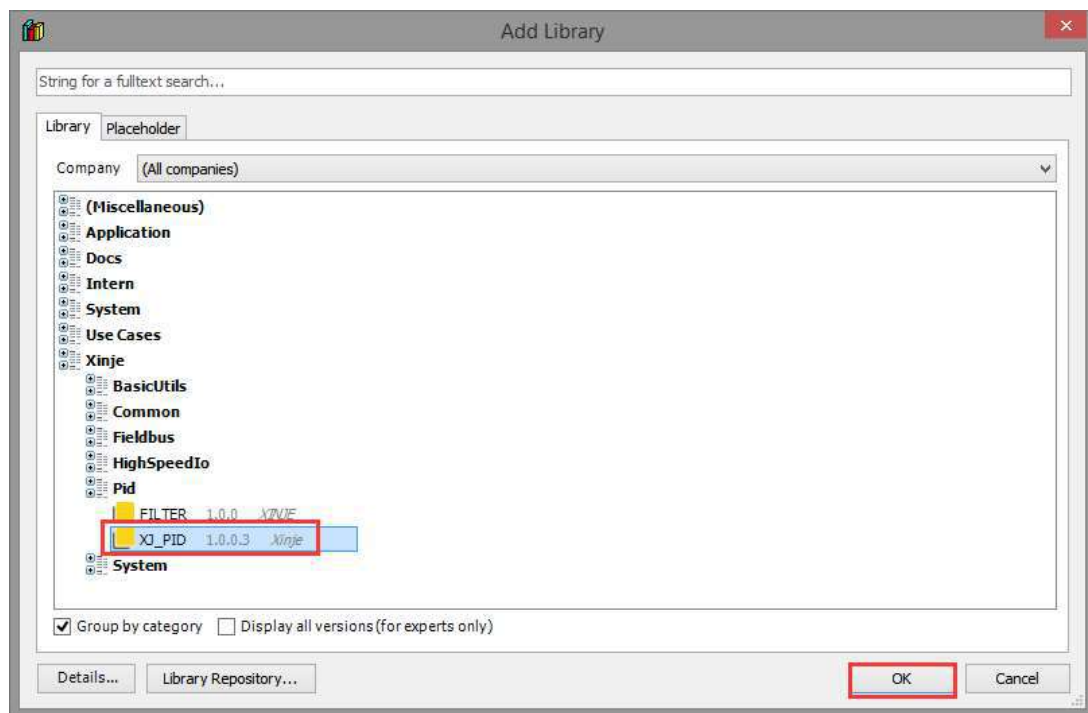 Add Library
String for a fulltext search...
Library Placeholder
Company (All companies)
(Miscellaneous)
Application
Docs
Intern
System
Use Cases
Xinje
BasicUtils
Common
Fieldbus
HighSpeedIo
Pid
FILTER 1.0.0 XINJE
XJ_PID 1.0.0.3 Xinje
System
Group by category Display all versions (for experts only)
Details... Library Repository... OK Cancel